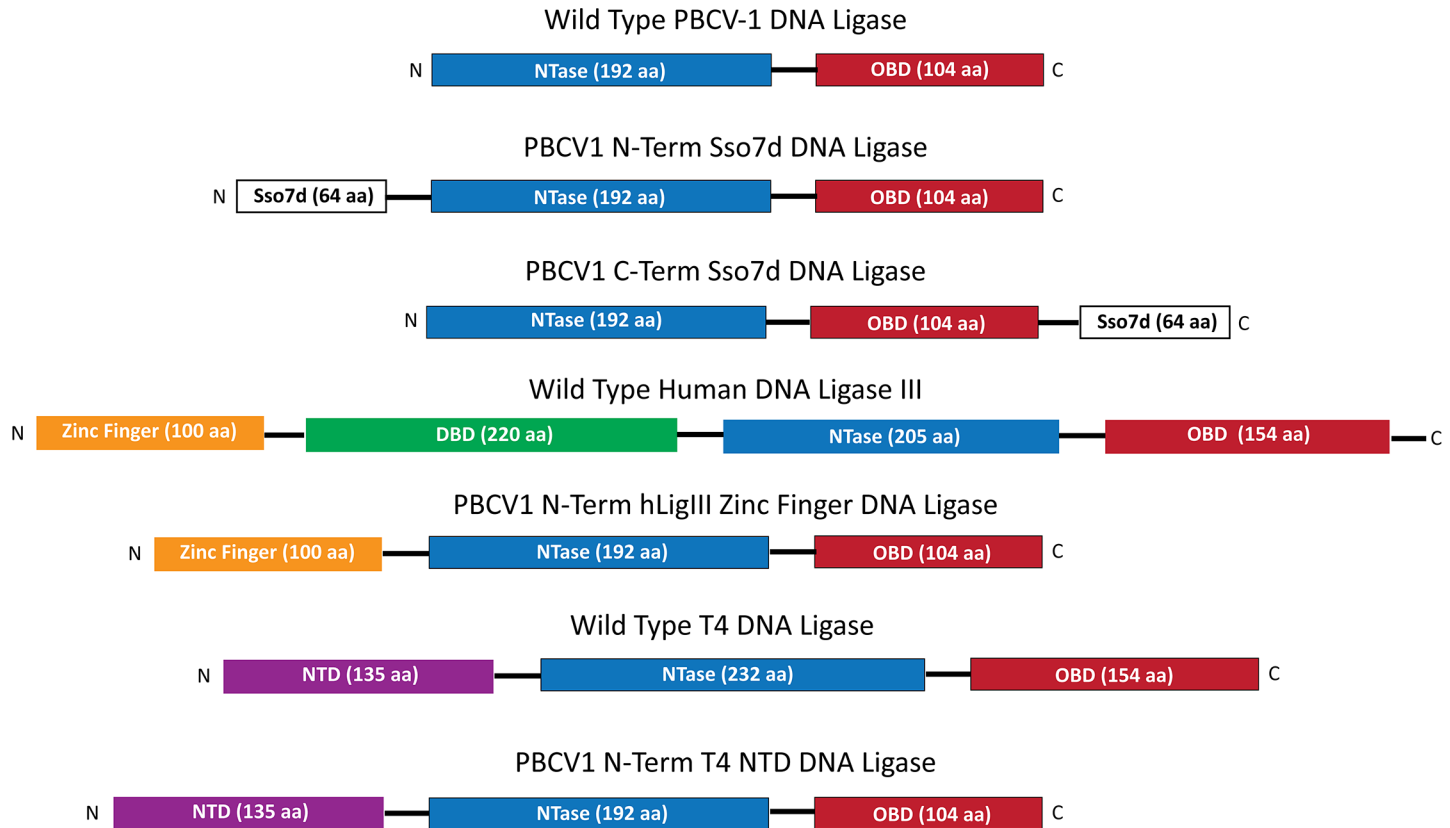 Wild Type PBCV-1 DNA Ligase
N NTase (192 aa) OBD (104 aa) C
PBCV1 N-Term Sso7d DNA Ligase
N Sso7d (64 aa) NTase (192 aa) OBD (104 aa) C
PBCV1 C-Term Sso7d DNA Ligase
N NTase (192 aa) OBD (104 aa) Sso7d (64 aa) C
Wild Type Human DNA Ligase III
N Zinc Finger (100 aa) DBD (220 aa) NTase (205 aa) OBD (154 aa) C
PBCV1 N-Term hLigIII Zinc Finger DNA Ligase
N Zinc Finger (100 aa) NTase (192 aa) OBD (104 aa) C
Wild Type T4 DNA Ligase
N NTD (135 aa) NTase (232 aa) OBD (154 aa) C
PBCV1 N-Term T4 NTD DNA Ligase
N NTD (135 aa) NTase (192 aa) OBD (104 aa) C